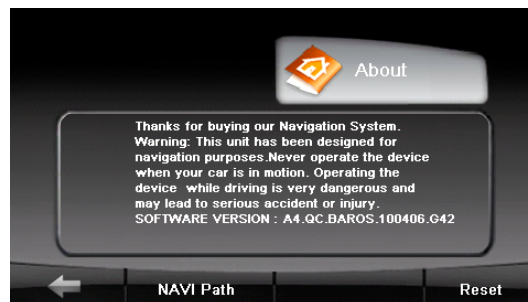 About
Thanks for buying our Navigation System.
Warning: This unit has been designed for
navigation purposes.Never operate the device
when your car is in motion. Operating the
device while driving is very dangerous and
may lead to serious accident or injury.
SOFTWARE VERSION : A4.QC.BAROS.100406.G42
NAVI Path
Reset